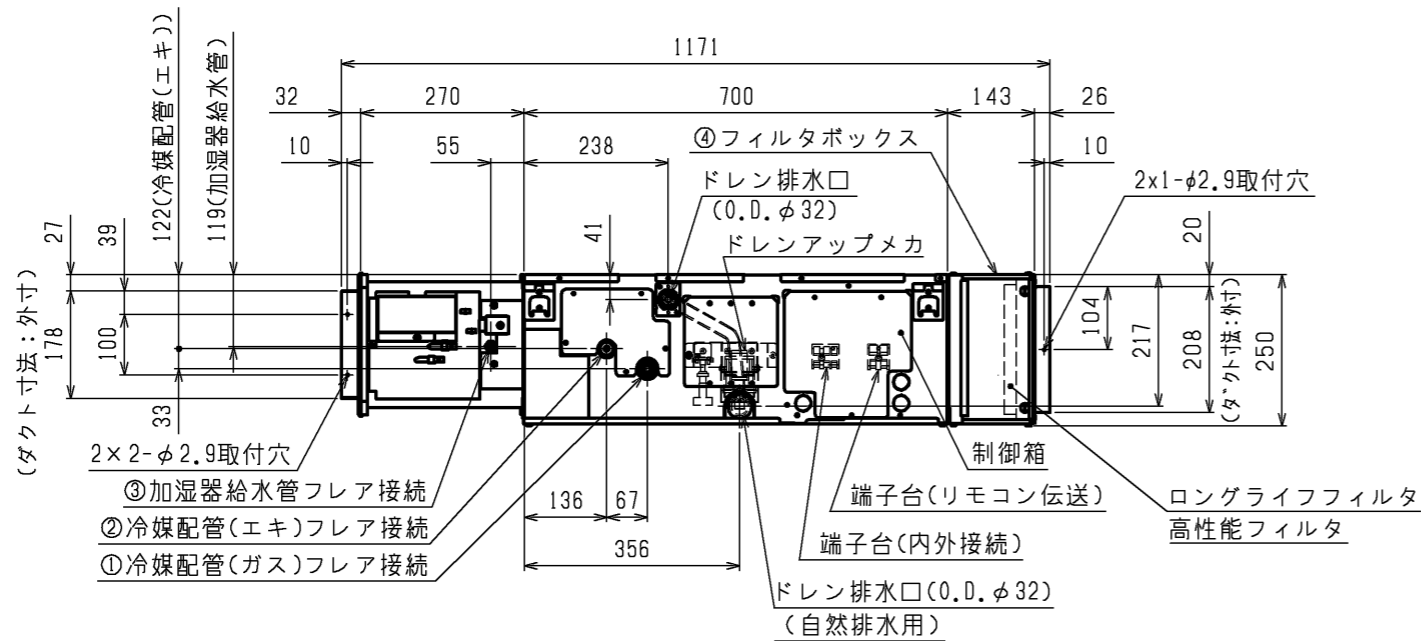 1171
32
270
700
143
26
10
55
238
④フィルタボックス
10
ドレン排水口
(O.D.φ32)
2x1-φ2.9取付穴
ドレンアップメカ
122(冷媒配管(エキ))
119(加湿器給水管)
27
39
41
20
(ダクト寸法:外寸)
178
100
33
104
217
208
(ダクト寸法:外寸)
250
2×2-φ2.9取付穴
制御箱
③加湿器給水管フレア接続
136
67
端子台(リモコン伝送)
ロングライフフィルタ
②冷媒配管(エキ)フレア接続
高性能フィルタ
356
端子台(内外接続)
①冷媒配管(ガス)フレア接続
ドレン排水口(O.D.φ32)
(自然排水用)